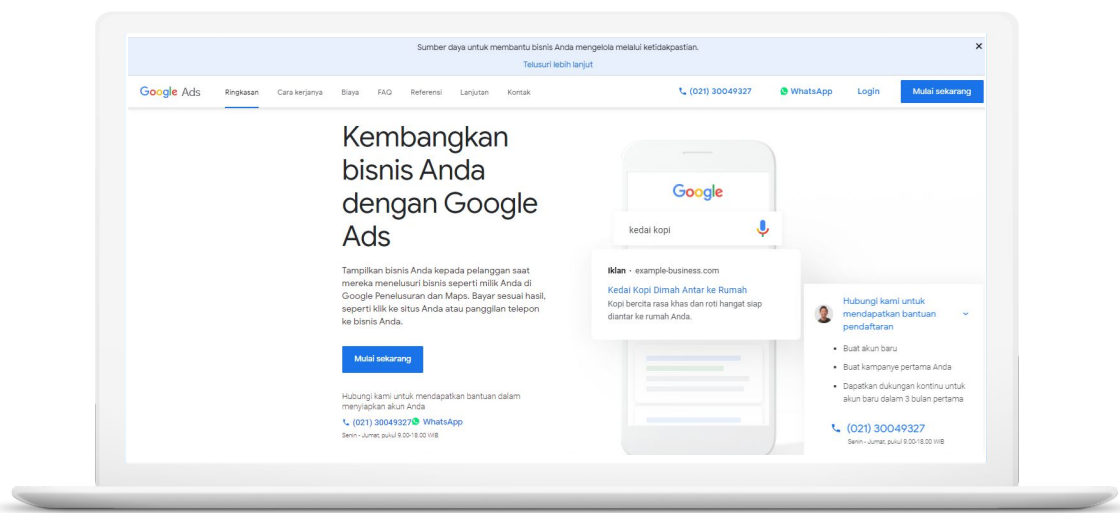 Sumber daya untuk membantu bisnis Anda mengelola melalui ketidakpastian.
Telusuri lebih lanjut
Google Ads
Ringkasan
Cara kerjanya
Biaya
FAQ
Referensi
Lanjutan
Kontak
(021) 30049327
WhatsApp
Login
Mulai sekarang
Kembangkan
bisnis Anda
dengan Google
Ads
Tampilkan bisnis Anda kepada pelanggan saat
mereka menelusuri bisnis seperti milik Anda di
Google Penelusuran dan Maps. Bayar sesuai hasil,
seperti klik ke situs Anda atau panggilan telepon
ke bisnis Anda.
Mulai sekarang
Hubungi kami untuk mendapatkan bantuan dalam
menyiapkan akun Anda
(021) 30049327 WhatsApp
Senin - Jumat, pukul 9.00-18.00 WIB
Google
kedai kopi
Iklan · example-business.com
Kedai Kopi Dimah Antar ke Rumah
Kopi bercita rasa khas dan roti hangat siap
diantar ke rumah Anda.
Hubungi kami untuk
mendapatkan bantuan
pendaftaran
• Buat akun baru
• Buat kampanye pertama Anda
• Dapatkan dukungan kontinu untuk
akun baru dalam 3 bulan pertama
(021) 30049327
Senin - Jumat, pukul 9.00-18.00 WIB